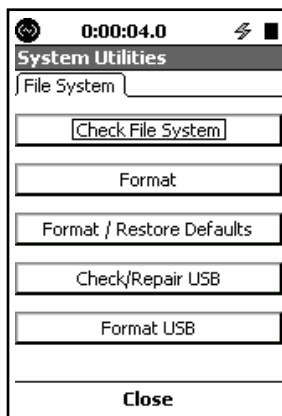 0:00:04.0
System Utilities
File System
Check File System
Format
Format / Restore Defaults
Check/Repair USB
Format USB
Close